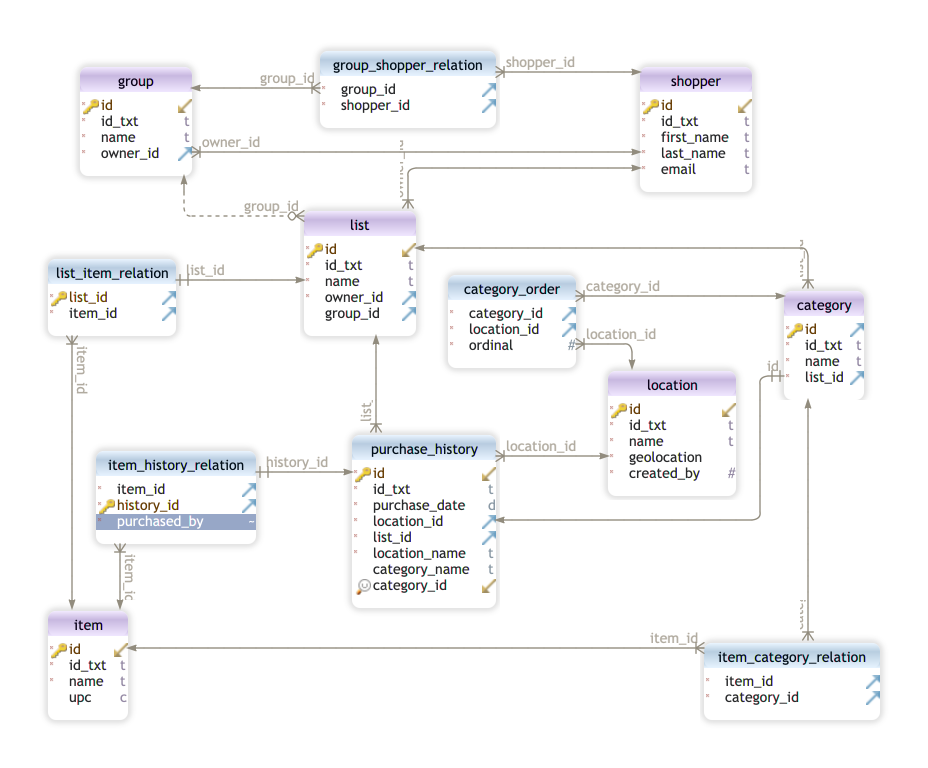 group
id
id_txt t
name t
owner_id
group_id
group_shopper_relation
group_id
shopper_id
shopper_id
shopper
id
id_txt t
first_name t
last_name t
email t
owner_id
group_id
list
id
id_txt t
name t
owner_id
group_id
list_item_relation
list_id
item_id
list_id
item_id
category_order
category_id
location_id
ordinal #
category_id
location_id
category
id
id_txt t
name t
list_id
id
location
id
id_txt t
name t
geolocation
created_by #
list_
purchase_history
id
id_txt t
purchase_date d
location_id
list_id
location_name t
category_name t
category_id
location_id
item_history_relation
item_id
history_id
purchased_by -
history_id
item
id
id_txt t
name t
upc c
item_id
item_category_relation
item_id
category_id